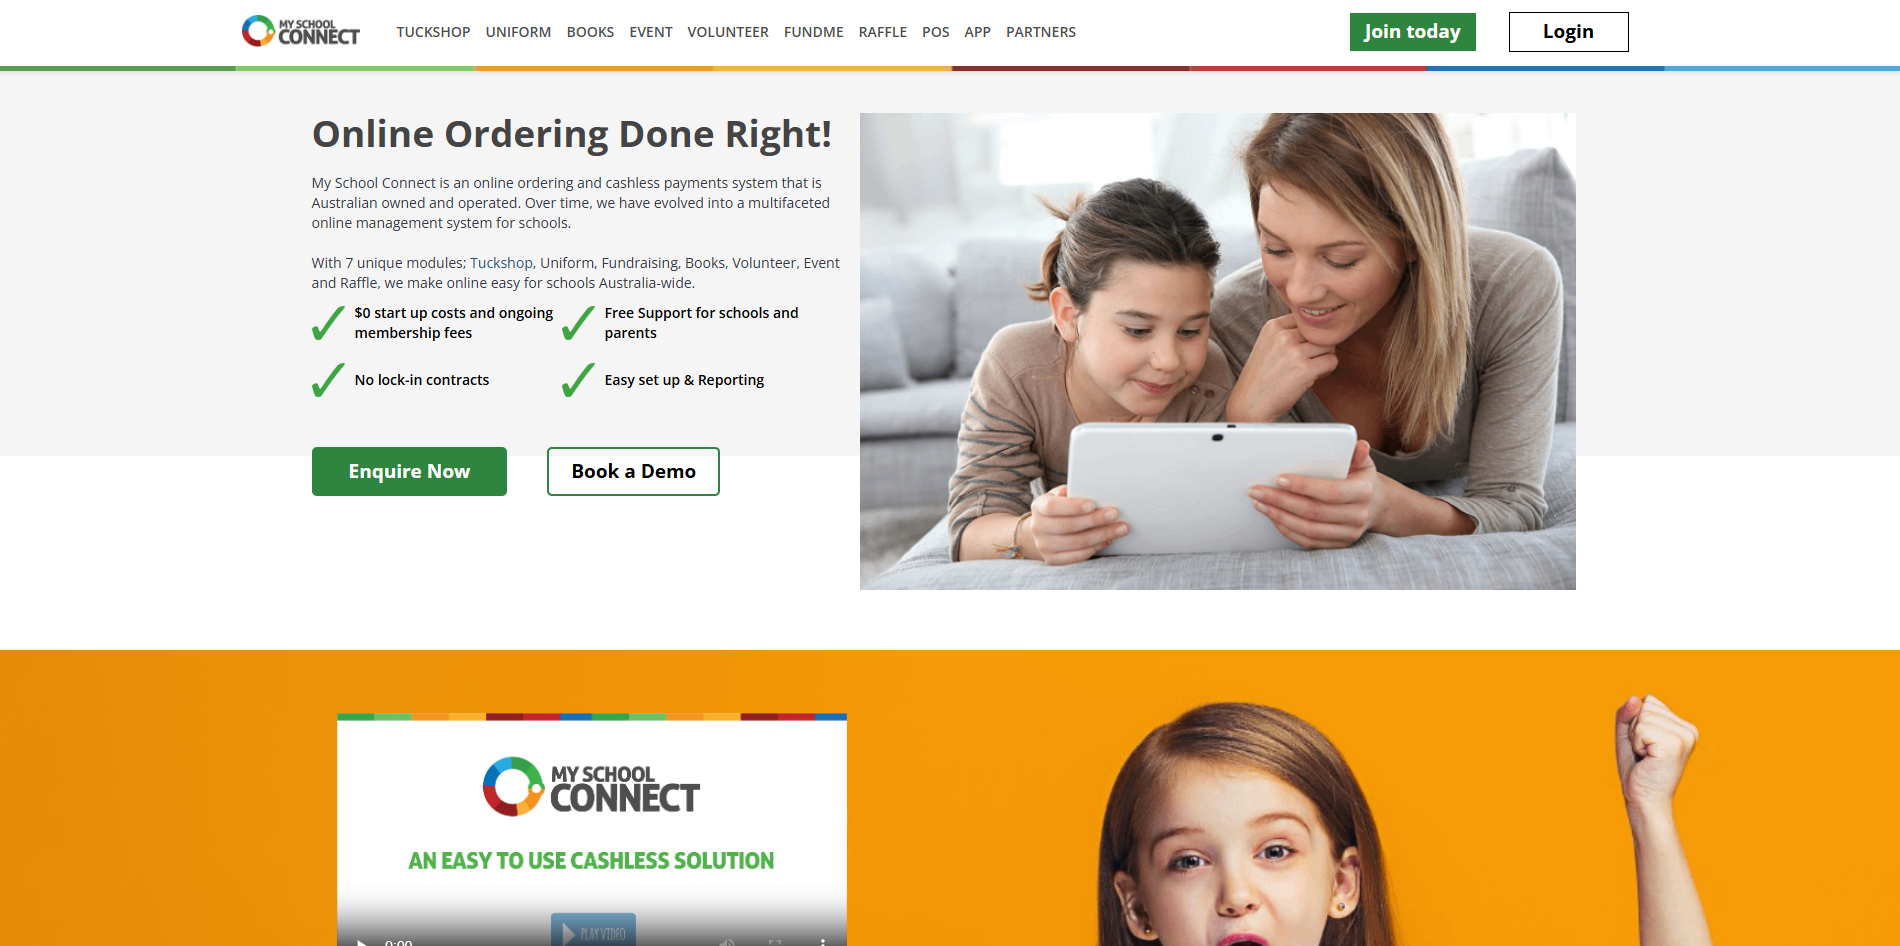 MY SCHOOL
CONNECT
TUCKSHOP UNIFORM BOOKS EVENT VOLUNTEER FUNDME RAFFLE POS APP PARTNERS
Join today
Login
Online Ordering Done Right!
My School Connect is an online ordering and cashless payments system that is
Australian owned and operated. Over time, we have evolved into a multifaceted
online management system for schools.
With 7 unique modules; Tuckshop, Uniform, Fundraising, Books, Volunteer, Event
and Raffle, we make online easy for schools Australia-wide.
$0 start up costs and ongoing
membership fees
Free Support for schools and
parents
No lock-in contracts
Easy set up & Reporting
Enquire Now
Book a Demo
MY SCHOOL
CONNECT
AN EASY TO USE CASHLESS SOLUTION
PLAY VIDEO
0:00